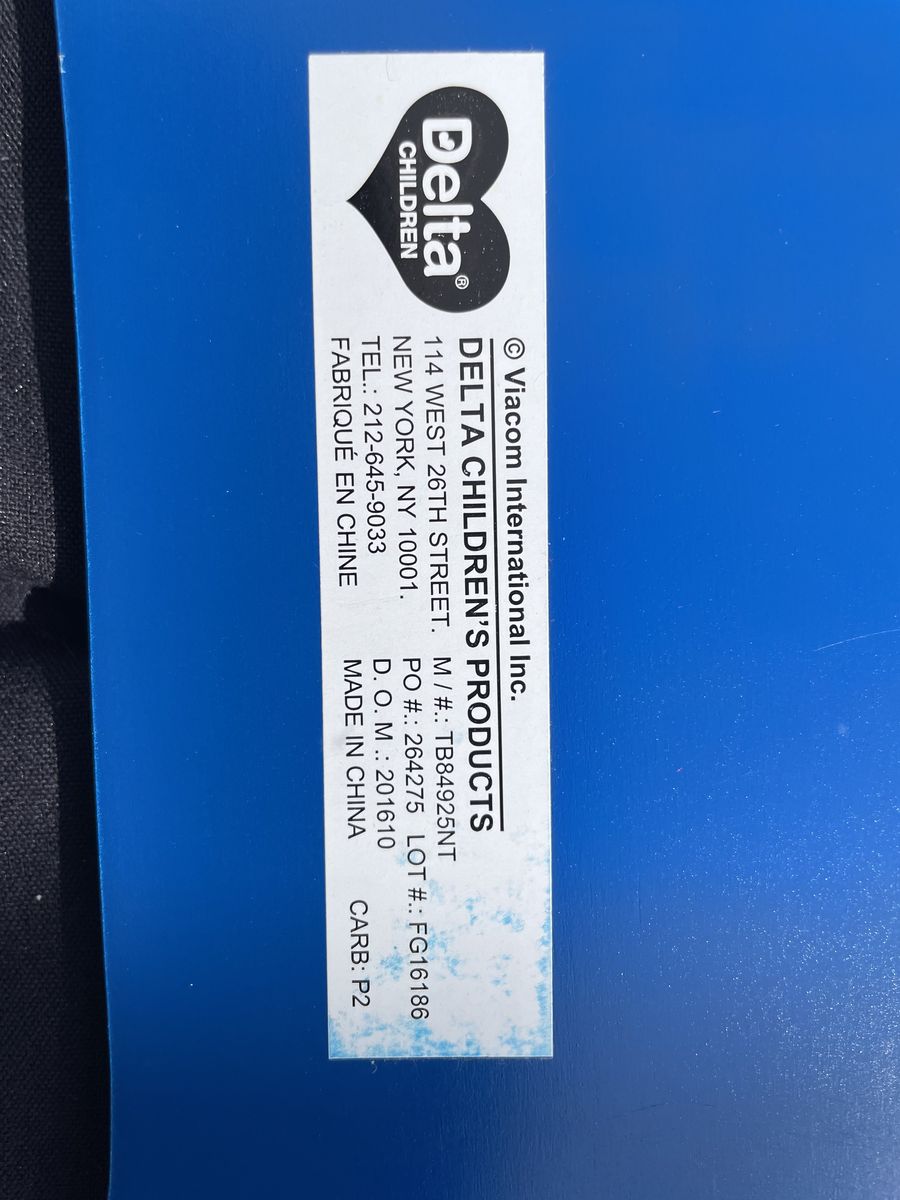 Delta®
CHILDREN
© Viacom International Inc.
DELTA CHILDREN'S PRODUCTS
114 WEST 26TH STREET. M / #.: TB84925NT
NEW YORK, NY 10001. PO #.: 264275 LOT #.: FG16186
TEL.: 212-645-9033 D. O. M .: 201610
FABRIQUÉ EN CHINE MADE IN CHINA CARB: P2